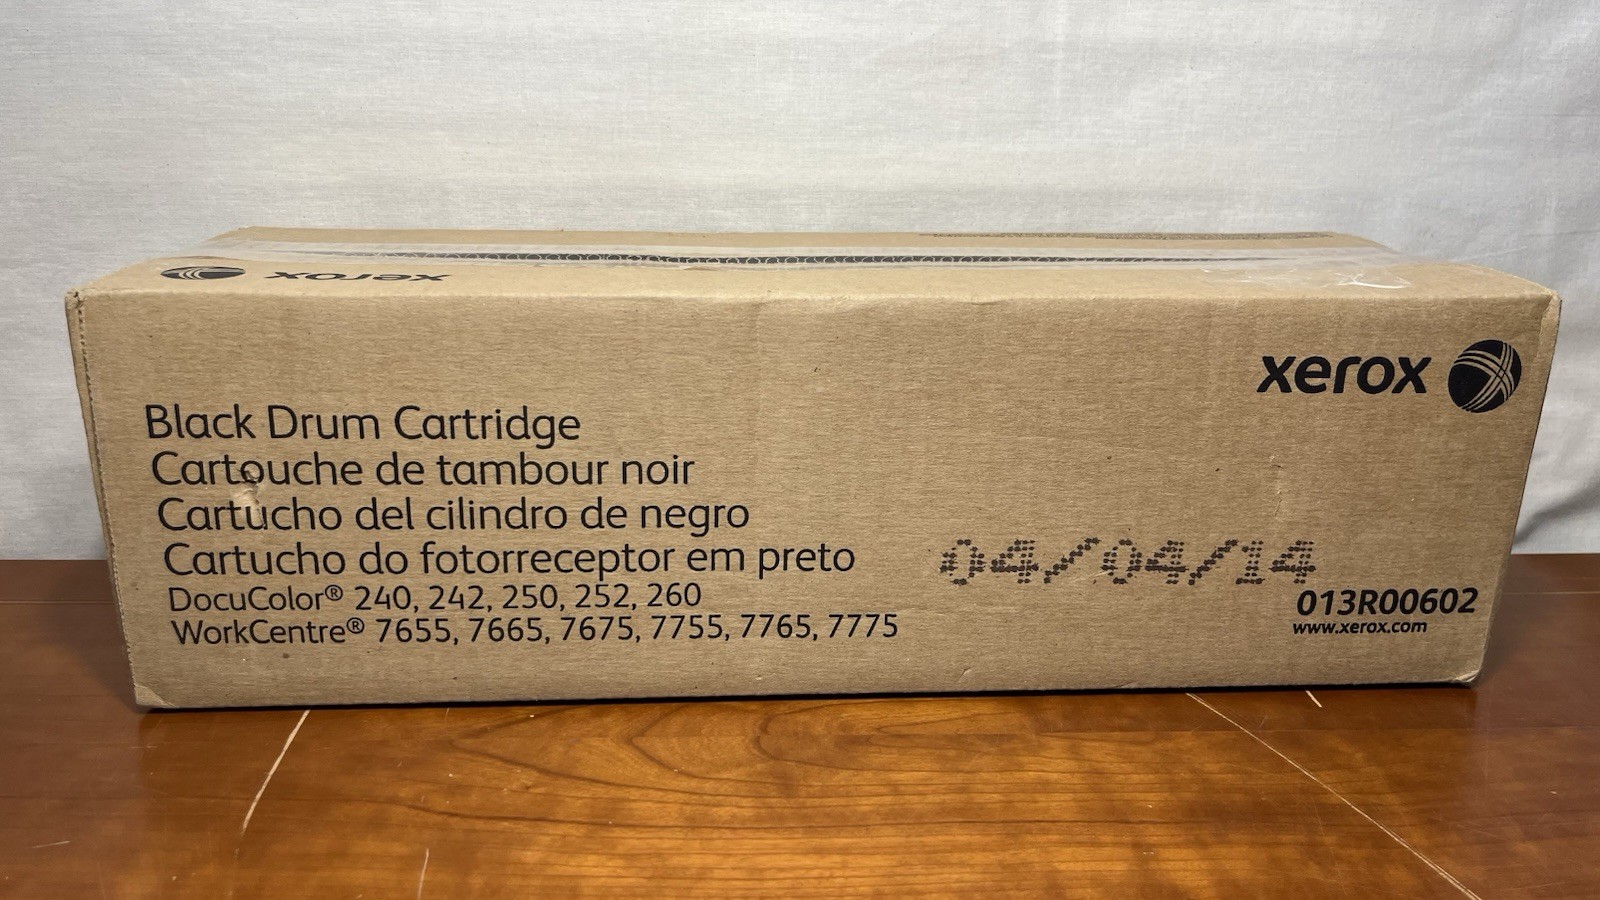 xerox
xerox
Black Drum Cartridge
Cartouche de tambour noir
Cartucho del cilindro de negro
Cartucho do fotorreceptor em preto
DocuColor® 240, 242, 250, 252, 260
WorkCentre® 7655, 7665, 7675, 7755, 7765, 7775
04/04/14
013R00602
www.xerox.com